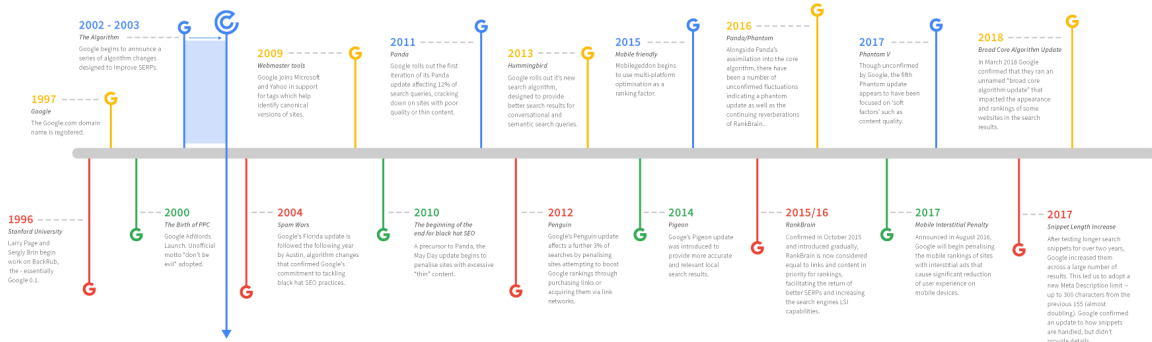 2002 - 2003
The Algorithm
Google begins to announce a
series of algorithm changes
designed to improve SERPs.
1997
Google
The Google.com domain
name is registered.
2009
Webmaster tools
Google joins Microsoft
and Yahoo in support
for tags which help
identify canonical
versions of sites.
2011
Panda
Google rolls out the first
iteration of its Panda
update affecting 12% of
search queries, cracking
down on sites with poor
quality or thin content.
2013
Hummingbird
Google rolls out it's new
search algorithm,
designed to provide
better search results for
conversational and
semantic search queries.
2015
Mobile friendly
Mobilegeddon begins
to use multi-platform
optimisation as a
ranking factor.
2016
Panda/Phantom
Alongside Panda's
assimilation into the core
algorithm, there have
been a number of
unconfirmed fluctuations
indicating a phantom
update as well as the
continuing reverberations
of RankBrain..
2017
Phantom V
Though unconfirmed
by Google, the fifth
Phantom update
appears to have been
focused on 'soft
factors' such as
content quality.
2018
Broad Core Algorithm Update
In March 2018 Google
confirmed that they ran an
unnamed "broad core
algorithm update" that
impacted the appearance
and rankings of some
websites in the search
results.
1996
Stanford University
Larry Page and
Sergiy Brin begin
work on BackRub,
the - essentially
Google 0.1.
2000
The Birth of PPC
Google AdWords
Launch. Unofficial
motto "don't be
evil" adopted.
2004
Spam Wars
Google's Florida update is
followed the following year
by Austin, algorithm changes
that confirmed Google's
commitment to tackling
black hat SEO practices.
2010
The beginning of the
end for black hat SEO
A precursor to Panda, the
May Day update begins to
penalise sites with excessive
"thin" content.
2012
Penguin
Google's Penguin update
affects a further 3% of
searches by penalising
sites attempting to boost
Google rankings through
purchasing links or
acquiring them via link
networks.
2014
Pigeon
Googe's Pigeon update
was introduced to
provide more accurate
and relevant local
search results.
2015/16
RankBrain
Confirmed in October 2015
and introduced gradually,
RankBrain is now considered
equal to links and content in
priority for rankings,
facilitating the return of
better SERPs and increasing
the search engines LSI
capabilities.
2017
Mobile Interstitial Penalty
Announced in August 2016,
Google will begin penalising
the mobile rankings of sites
with interstitial ads that
cause significant reduction
of user experience on
mobile devices.
2017
Snippet Length Increase
After testing longer search
snippets for over two years,
Google increased them
across a large number of
results. This led us to adopt a
new Meta Description limit --
up to 300 characters from the
previous 155 (almost
doubling). Google confirmed
an update to how snippets
are handled, but didn't
provide details.